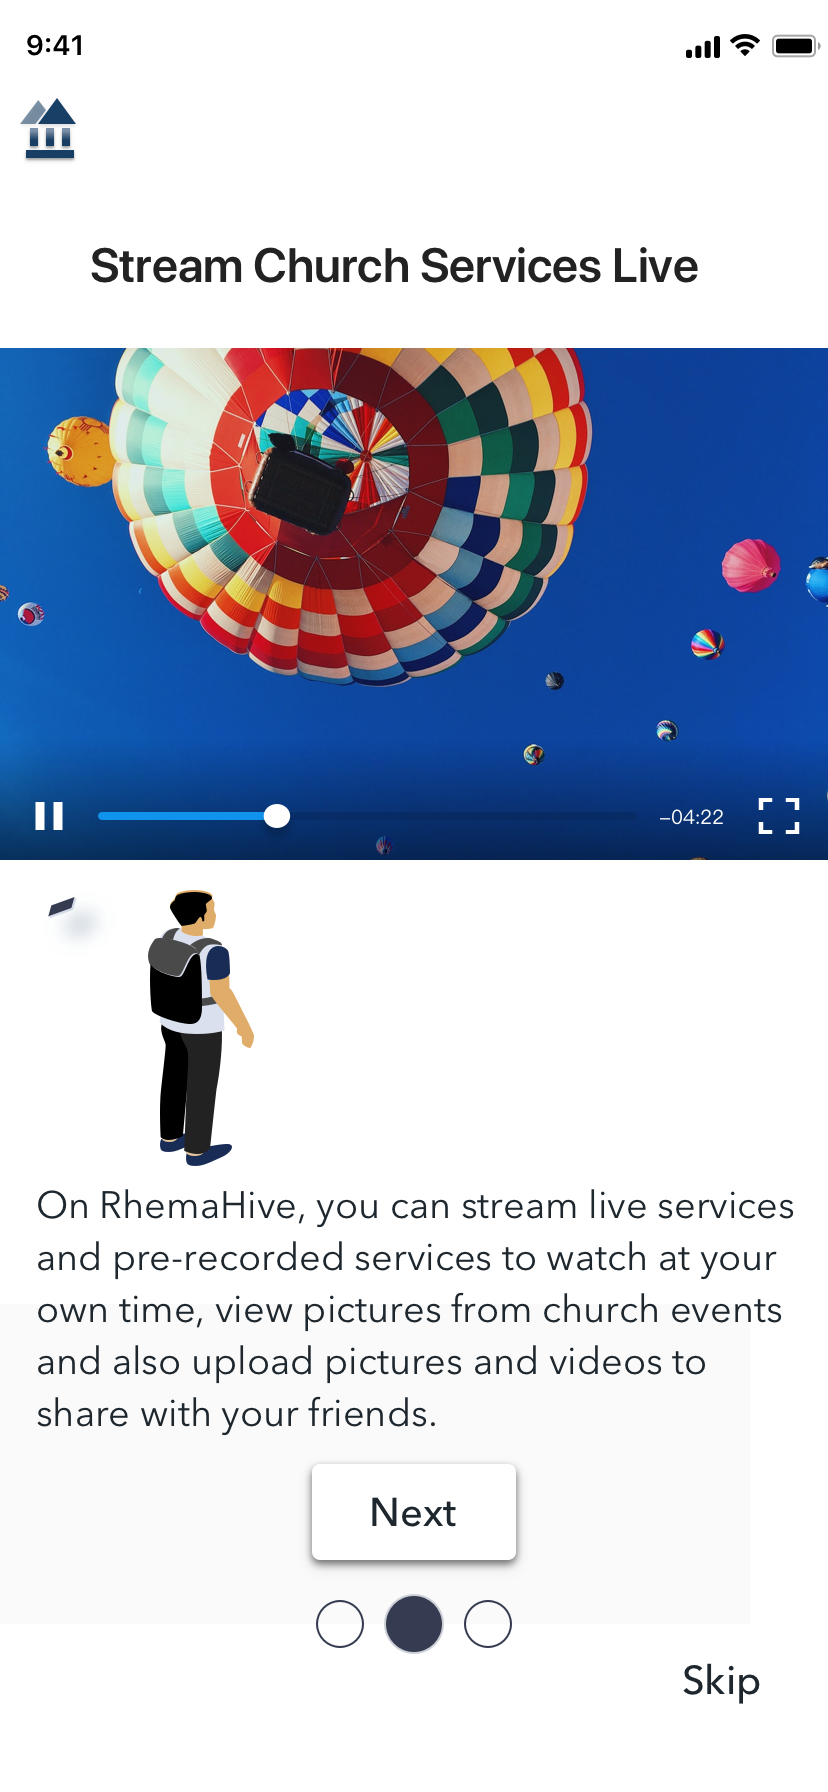 9:41
Stream Church Services Live
–04:22
On RhemaHive, you can stream live services
and pre-recorded services to watch at your
own time, view pictures from church events
and also upload pictures and videos to
share with your friends.
Next
Skip